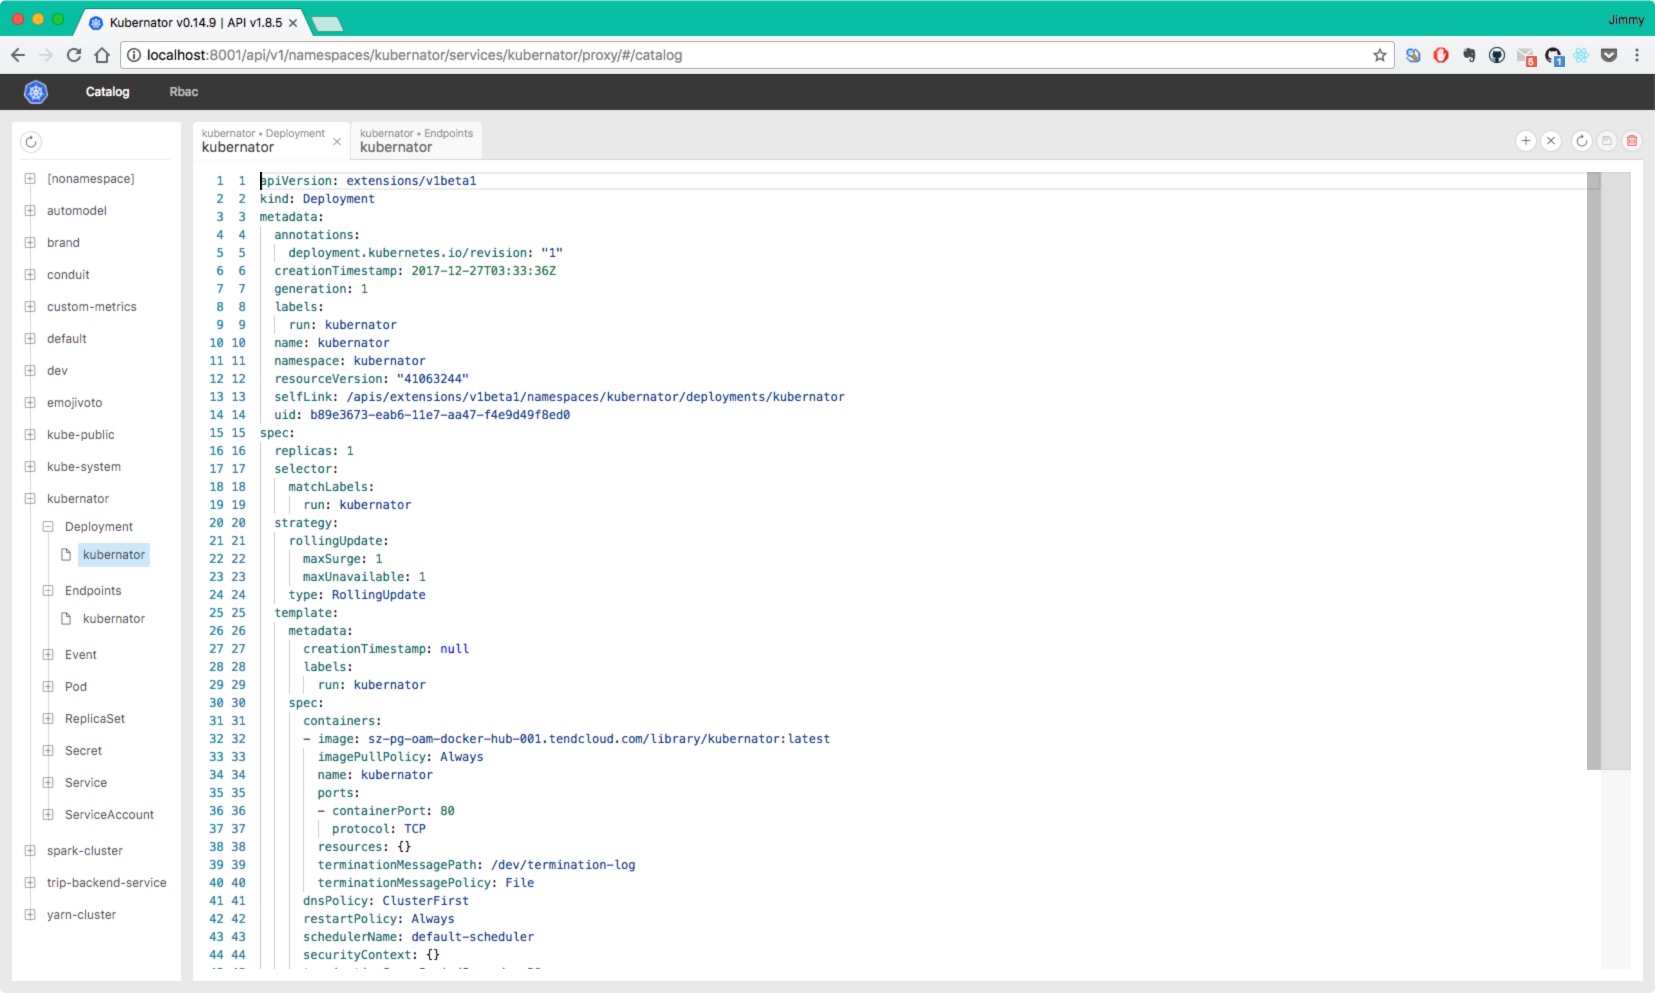 Kubernator v0.14.9 | API v1.8.5
Jimmy
localhost:8001/api/v1/namespaces/kubernator/services/kubernator/proxy/#/catalog
6
1
Catalog
Rbac
[nonamespace]
automodel
brand
conduit
custom-metrics
default
dev
emojivoto
kube-public
kube-system
kubernator
Deployment
kubernator
Endpoints
kubernator
Event
Pod
ReplicaSet
Secret
Service
ServiceAccount
spark-cluster
trip-backend-service
yarn-cluster
kubernator • Deployment
kubernator
kubernator • Endpoints
kubernator
1 1 apiVersion: extensions/v1beta1
2 2 kind: Deployment
3 3 metadata:
4 4 annotations:
5 5 deployment.kubernetes.io/revision: "1"
6 6 creationTimestamp: 2017-12-27T03:33:36Z
7 7 generation: 1
8 8 labels:
9 9 run: kubernator
10 10 name: kubernator
11 11 namespace: kubernator
12 12 resourceVersion: "41063244"
13 13 selfLink: /apis/extensions/v1beta1/namespaces/kubernator/deployments/kubernator
14 14 uid: b89e3673-eab6-11e7-aa47-f4e9d49f8ed0
15 15 spec:
16 16 replicas: 1
17 17 selector:
18 18 matchLabels:
19 19 run: kubernator
20 20 strategy:
21 21 rollingUpdate:
22 22 maxSurge: 1
23 23 maxUnavailable: 1
24 24 type: RollingUpdate
25 25 template:
26 26 metadata:
27 27 creationTimestamp: null
28 28 labels:
29 29 run: kubernator
30 30 spec:
31 31 containers:
32 32 - image: sz-pg-oam-docker-hub-001.tendcloud.com/library/kubernator:latest
33 33 imagePullPolicy: Always
34 34 name: kubernator
35 35 ports:
36 36 - containerPort: 80
37 37 protocol: TCP
38 38 resources: {}
39 39 terminationMessagePath: /dev/termination-log
40 40 terminationMessagePolicy: File
41 41 dnsPolicy: ClusterFirst
42 42 restartPolicy: Always
43 43 schedulerName: default-scheduler
44 44 securityContext: {}